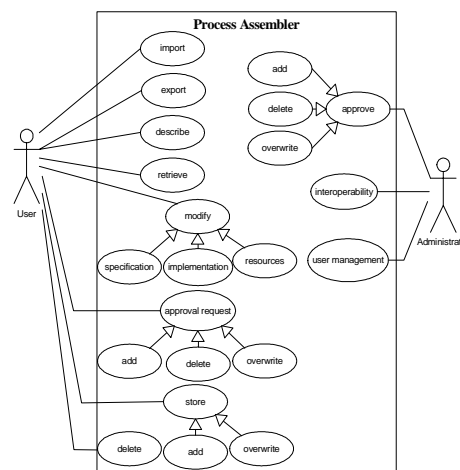 Process Assembler
import
export
describe
retrieve
modify
specification
implementation
resources
approval request
add
delete
overwrite
store
delete
add
overwrite
add
delete
overwrite
approve
interoperability
user management
User
Administrat